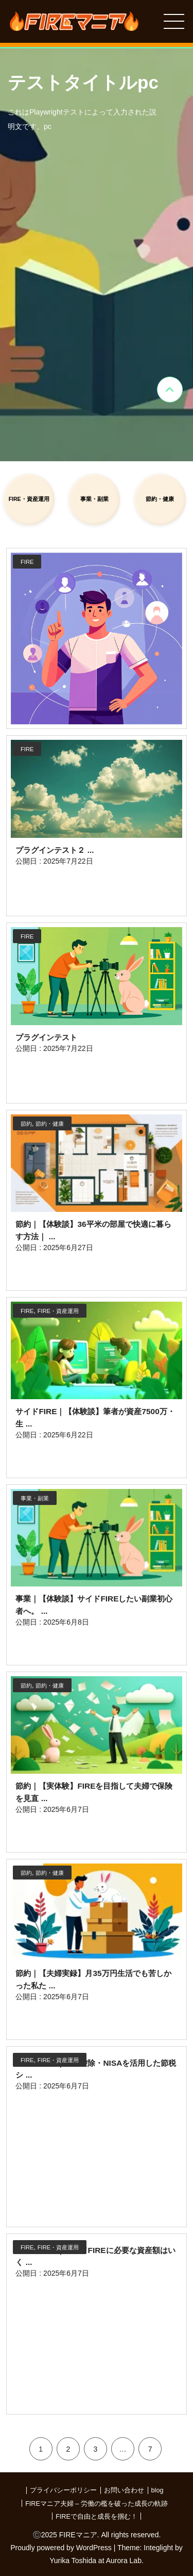 FIREマニア
テストタイトルpc
これはPlaywrightテストによって入力された説
明文です。pc
FIRE・資産運用
事業・副業
節約・健康
FIRE
FIRE
プラグインテスト２ ...
公開日 : 2025年7月22日
FIRE
プラグインテスト
公開日 : 2025年7月22日
節約, 節約・健康
節約｜【体験談】36平米の部屋で快適に暮ら
す方法｜ ...
公開日 : 2025年6月27日
FIRE, FIRE・資産運用
サイドFIRE｜【体験談】筆者が資産7500万・
生 ...
公開日 : 2025年6月22日
事業・副業
事業｜【体験談】サイドFIREしたい副業初心
者へ。 ...
公開日 : 2025年6月8日
節約, 節約・健康
節約｜【実体験】FIREを目指して夫婦で保険
を見直 ...
公開日 : 2025年6月7日
節約, 節約・健康
節約｜【夫婦実録】月35万円生活でも苦しか
った私た ...
公開日 : 2025年6月7日
FIRE, FIRE・資産運用
除・NISAを活用した節税
シ ...
公開日 : 2025年6月7日
FIRE, FIRE・資産運用
FIREに必要な資産額はい
く ...
公開日 : 2025年6月7日
1 2 3 … 7
プライバシーポリシー
お問い合わせ
blog
FIREマニア夫婦 – 労働の檻を破った成長の軌跡
FIREで自由と成長を掴む！
Ⓒ2025 FIREマニア. All rights reserved.
Proudly powered by WordPress | Theme: Integlight by
Yurika Toshida at Aurora Lab.